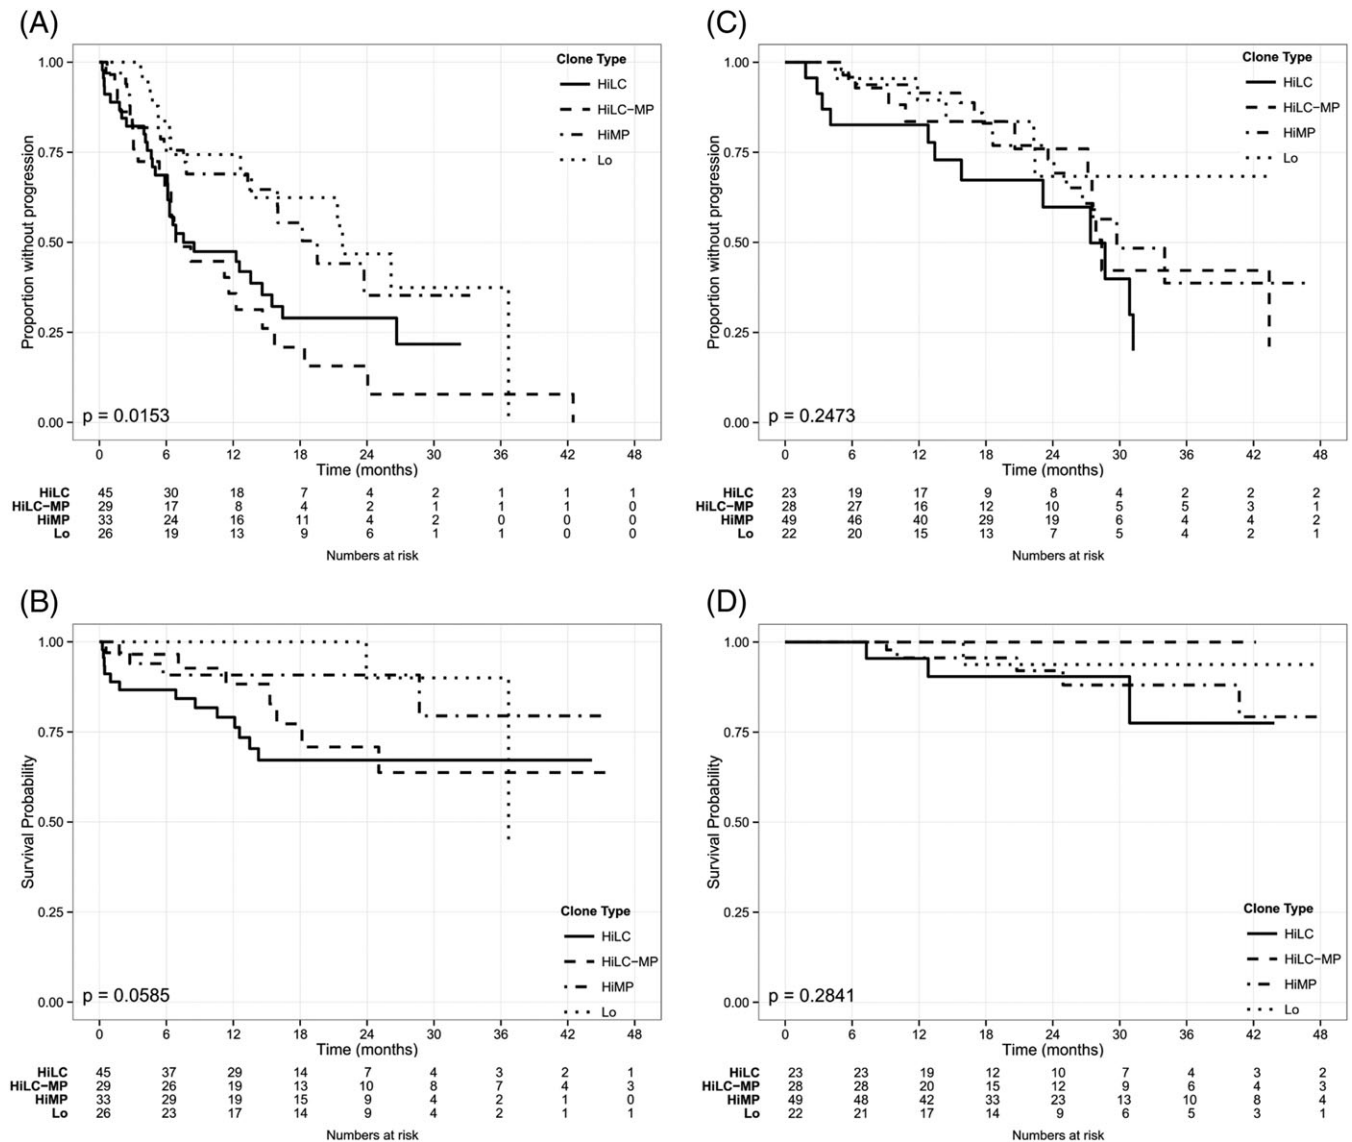 (A)
Clone Type
HiLC
HiLC−MP
HiMP
Lo
Proportion without progression
1.00
0.75
0.50
0.25
0.00
p = 0.0153
0 6 12 18 24 30 36 42 48
Time (months)
HiLC 45 30 18 7 4 2 1 1 1
HiLC−MP 29 17 8 4 2 1 1 1 0
HiMP 33 24 16 11 4 2 0 0 0
Lo 26 19 13 9 6 1 1 0 0
Numbers at risk
(C)
Clone Type
HiLC
HiLC−MP
HiMP
Lo
Proportion without progression
1.00
0.75
0.50
0.25
0.00
p = 0.2473
0 6 12 18 24 30 36 42 48
Time (months)
HiLC 23 19 17 9 8 4 2 2 2
HiLC−MP 28 27 16 12 10 5 5 3 1
HiMP 49 46 40 29 19 6 4 4 2
Lo 22 20 15 13 7 5 4 2 1
Numbers at risk
(B)
Survival Probability
1.00
0.75
0.50
0.25
0.00
Clone Type
HiLC
HiLC−MP
HiMP
Lo
p = 0.0585
0 6 12 18 24 30 36 42 48
Time (months)
HiLC 45 37 29 14 7 4 3 2 1
HiLC−MP 29 26 19 13 10 8 7 4 3
HiMP 33 29 19 15 9 4 2 1 0
Lo 26 23 17 14 9 4 2 1 1
Numbers at risk
(D)
Survival Probability
1.00
0.75
0.50
0.25
0.00
Clone Type
HiLC
HiLC−MP
HiMP
Lo
p = 0.2841
0 6 12 18 24 30 36 42 48
Time (months)
HiLC 23 23 19 12 10 7 4 3 2
HiLC−MP 28 28 20 15 12 9 6 4 3
HiMP 49 48 42 33 23 13 10 8 4
Lo 22 21 17 14 9 6 5 3 1
Numbers at risk